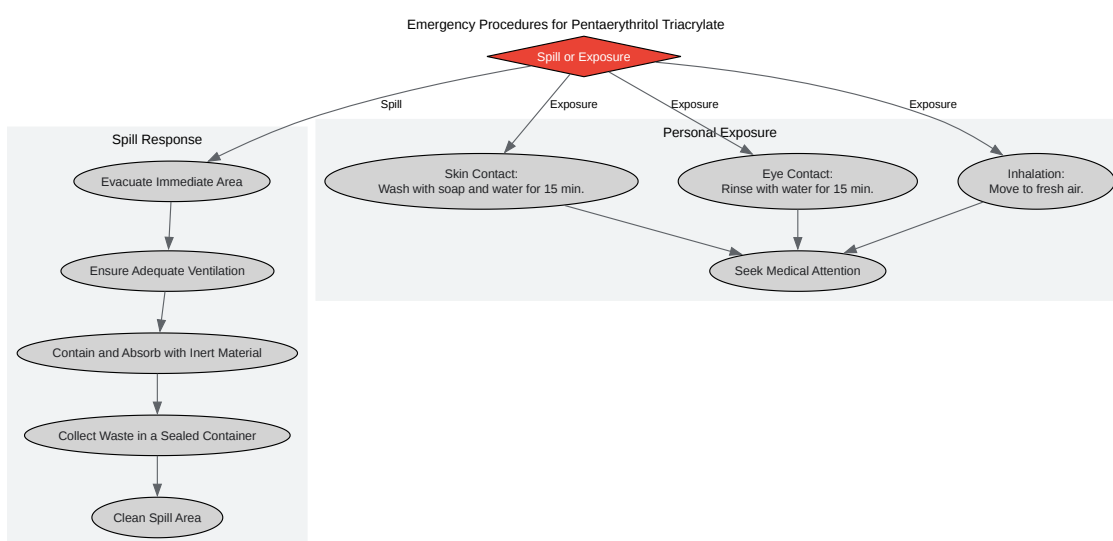 Emergency Procedures for Pentaerythritol Triacrylate
Spill or Exposure
Spill
Exposure
Exposure
Exposure
Spill Response
Personal Exposure
Evacuate Immediate Area
Skin Contact:
Wash with soap and water for 15 min.
Eye Contact:
Rinse with water for 15 min.
Inhalation:
Move to fresh air.
Ensure Adequate Ventilation
Seek Medical Attention
Contain and Absorb with Inert Material
Collect Waste in a Sealed Container
Clean Spill Area